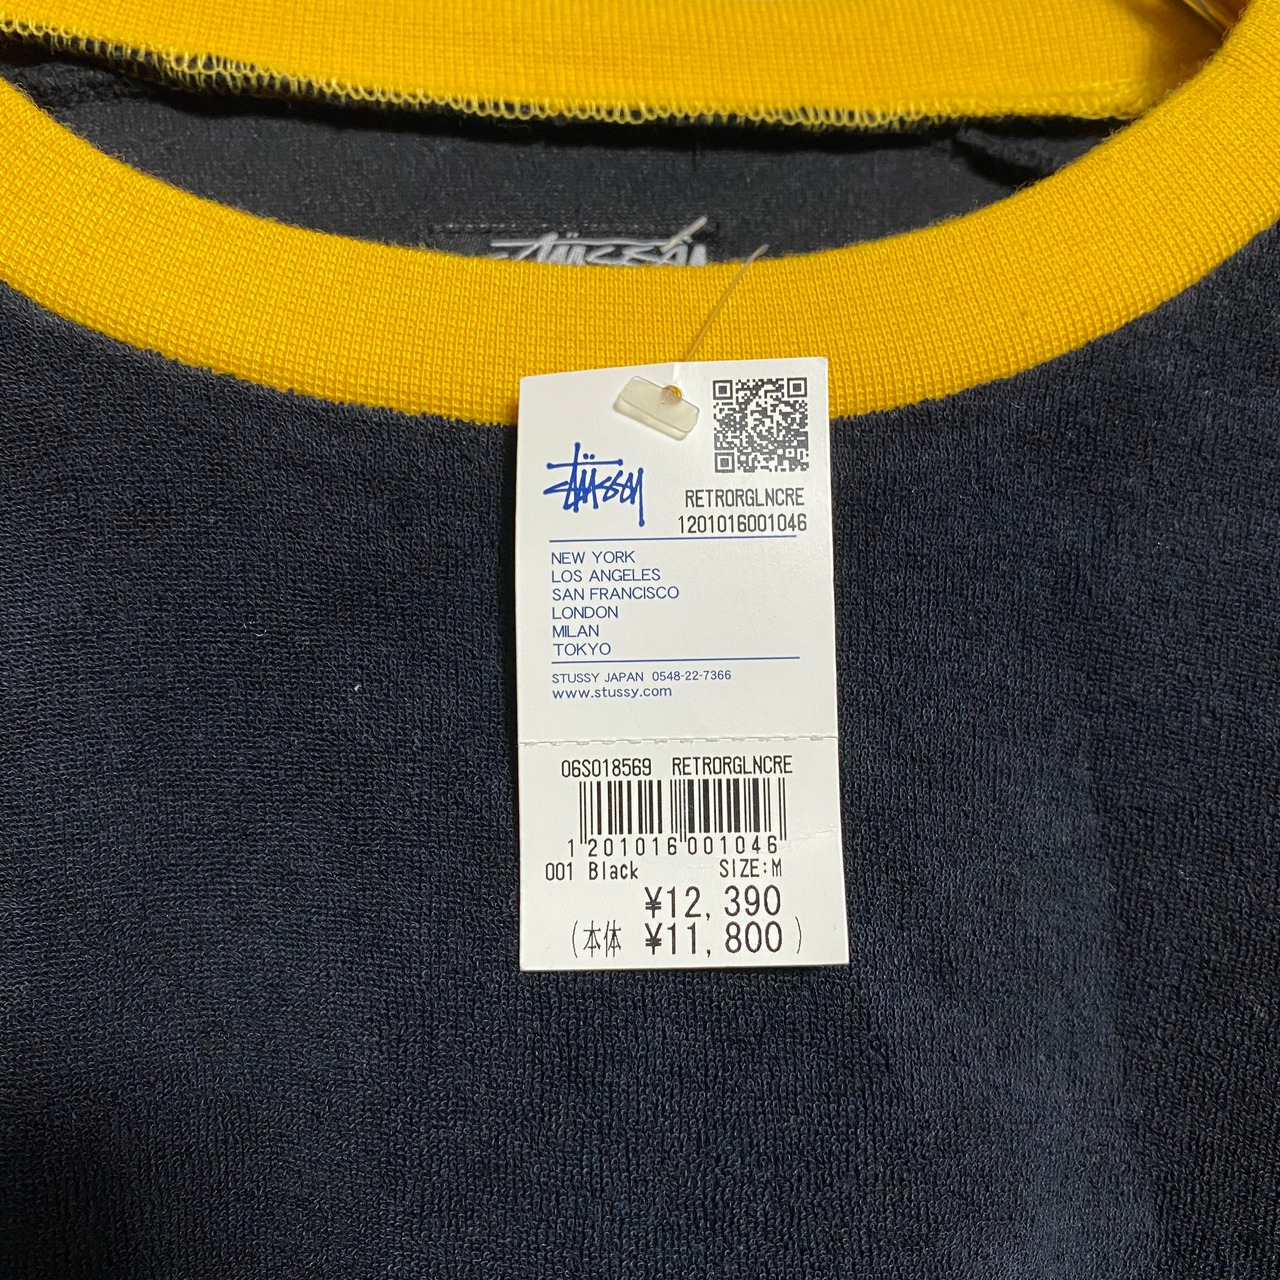 STÜSSY
STÜSSY
RETRORGLNCRE
1201016001046
NEW YORK
LOS ANGELES
SAN FRANCISCO
LONDON
MILAN
TOKYO
STUSSY JAPAN 0548-22-7366
www.stussy.com
06S018569 RETRORGLNCRE
1 201016 001046
001 Black SIZE:M
¥12,390
(本体 ¥11,800)